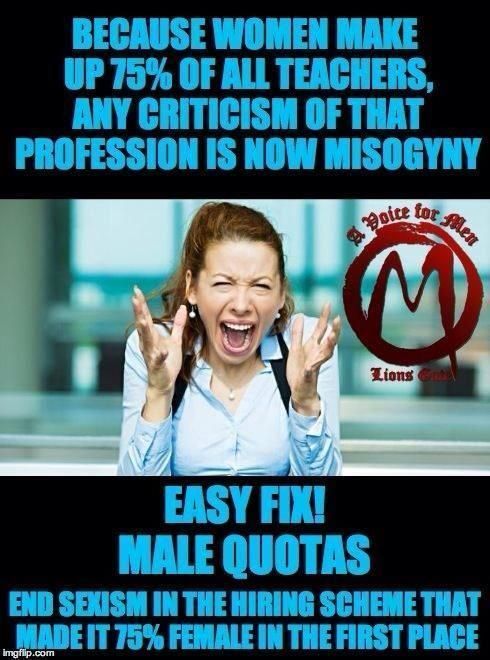 BECAUSE WOMEN MAKE
UP 75% OF ALL TEACHERS,
ANY CRITICISM OF THAT
PROFESSION IS NOW MISOGYNY
A Voice for Men
M
Lions
EASY FIX!
MALE QUOTAS
END SEXISM IN THE HIRING SCHEME THAT
MADE IT 75% FEMALE IN THE FIRST PLACE
imgflip.com